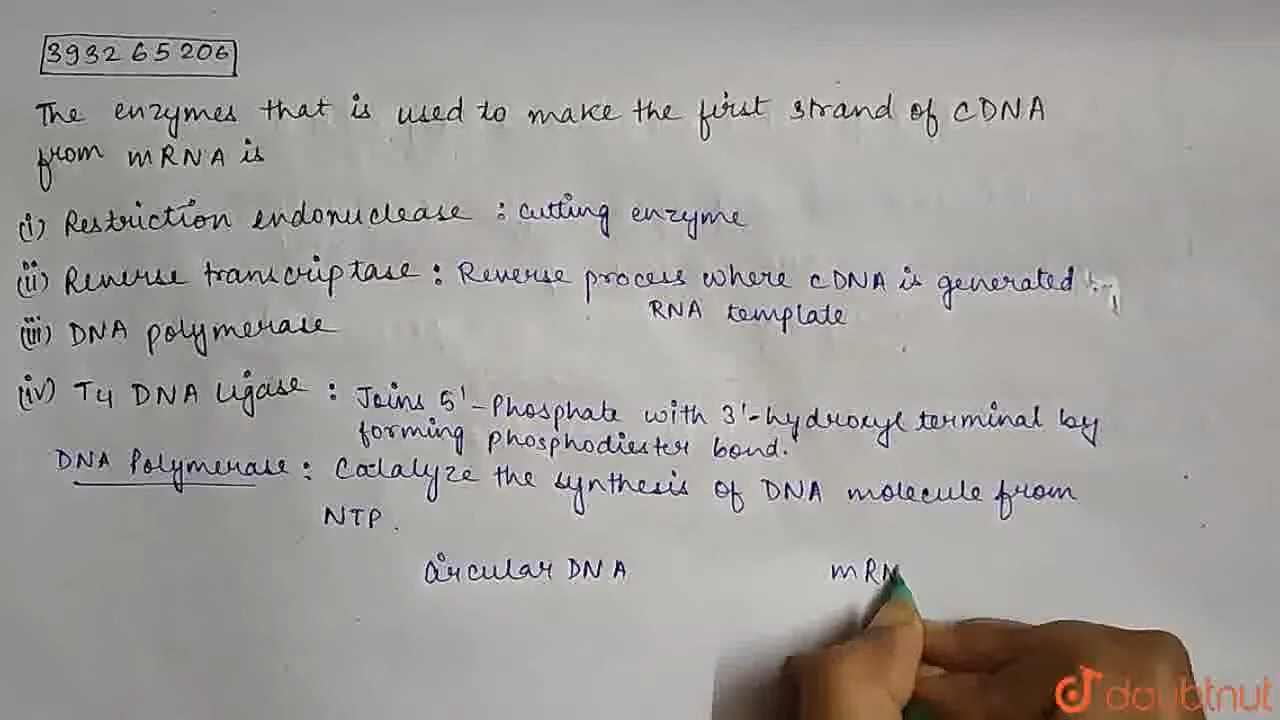 393265206
The enzymes that is used to make the first strand of CDNA
from mRNA is
(i) Restriction endonuclease : Cutting enzyme
(ii) Reverse transcriptase : Reverse process where cDNA is generated
RNA template
(iii) DNA polymerase
(iv) T4 DNA ligase : Joins 5'-Phosphate with 3'-hydroxyl terminal by
forming phosphodiester bond.
DNA Polymerase : Catalyze the synthesis of DNA molecule from
NTP.
Circular DNA mRN
doubtnut